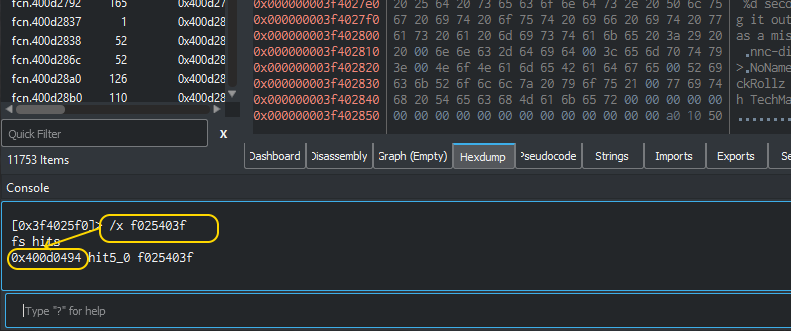 fcn.400d2792 165 0x400d27
fcn.400d2837 1 0x400d28
fcn.400d2838 52 0x400d28
fcn.400d286c 52 0x400d28
fcn.400d28a0 126 0x400d28
fcn.400d28b0 110 0x400d28
Quick Filter X
11753 Items
0x000000003f4027e0 20 25 64 20 73 65 63 6f 6e 64 73 2e 20 50 6c 75 %d seco
0x000000003f4027f0 67 20 69 74 20 6f 75 74 20 69 66 20 69 74 20 77 g it out
0x000000003f402800 61 73 20 61 20 6d 69 73 74 61 6b 65 20 3a 29 20 as a mis
0x000000003f402810 20 00 6e 6e 63 2d 64 69 64 00 3c 65 6d 70 74 79 .nnc-di
0x000000003f402820 3e 00 4e 6f 4e 61 6d 65 42 61 64 67 65 00 52 69 >.NoName
0x000000003f402830 63 6b 52 6f 6c 6c 7a 20 79 6f 75 21 00 77 69 74 ckRollz
0x000000003f402840 68 20 54 65 63 68 4d 61 6b 65 72 00 00 00 00 00 h TechMa
0x000000003f402850 00 00 00 00 00 00 00 00 00 00 00 00 00 a0 10 50 ........
Dashboard Disassembly Graph (Empty) Hexdump Pseudocode Strings Imports Exports Se
Console
[0x3f4025f0]> /x f025403f
fs hits
0x400d0494 hit5_0 f025403f
Type "?" for help